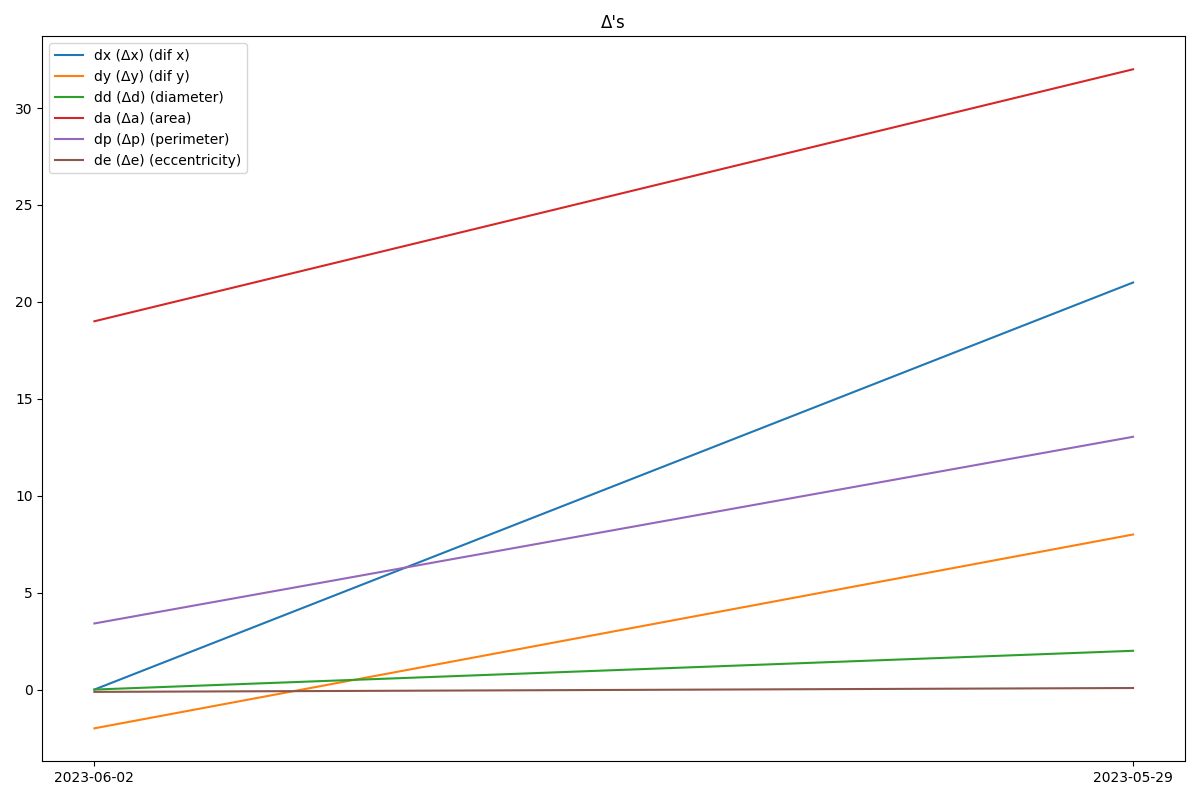 Δ's
dx (Δx) (dif x)
dy (Δy) (dif y)
dd (Δd) (diameter)
da (Δa) (area)
dp (Δp) (perimeter)
de (Δe) (eccentricity)
30
25
20
15
10
5
0
2023-06-02 2023-05-29